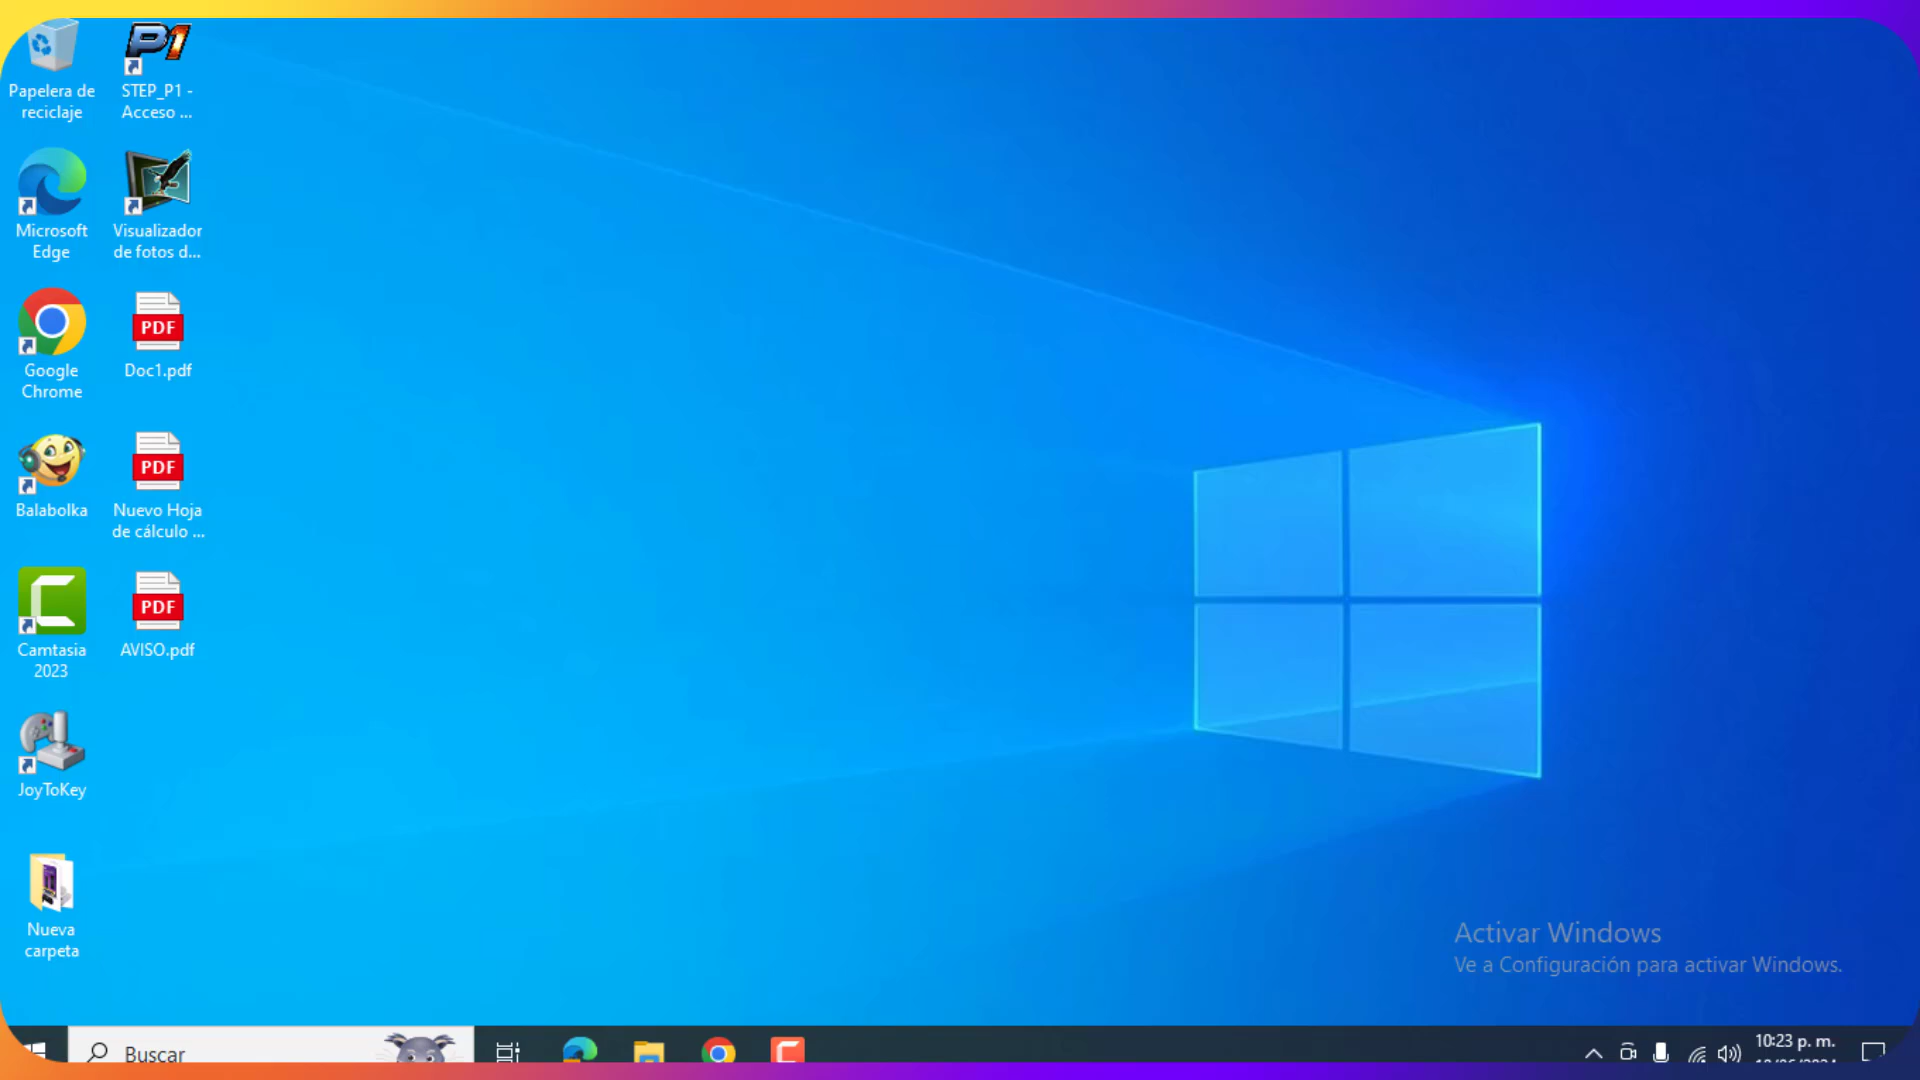 Papelera de
reciclaje
P1
STEP_P1 -
Acceso ...
Microsoft
Edge
Visualizador
de fotos d...
Google
Chrome
PDF
Doc1.pdf
Balabolka
PDF
Nuevo Hoja
de cálculo ...
Camtasia
2023
PDF
AVISO.pdf
JoyToKey
Nueva
carpeta
Activar Windows
Ve a Configuración para activar Windows.
Buscar
10:23 p. m.